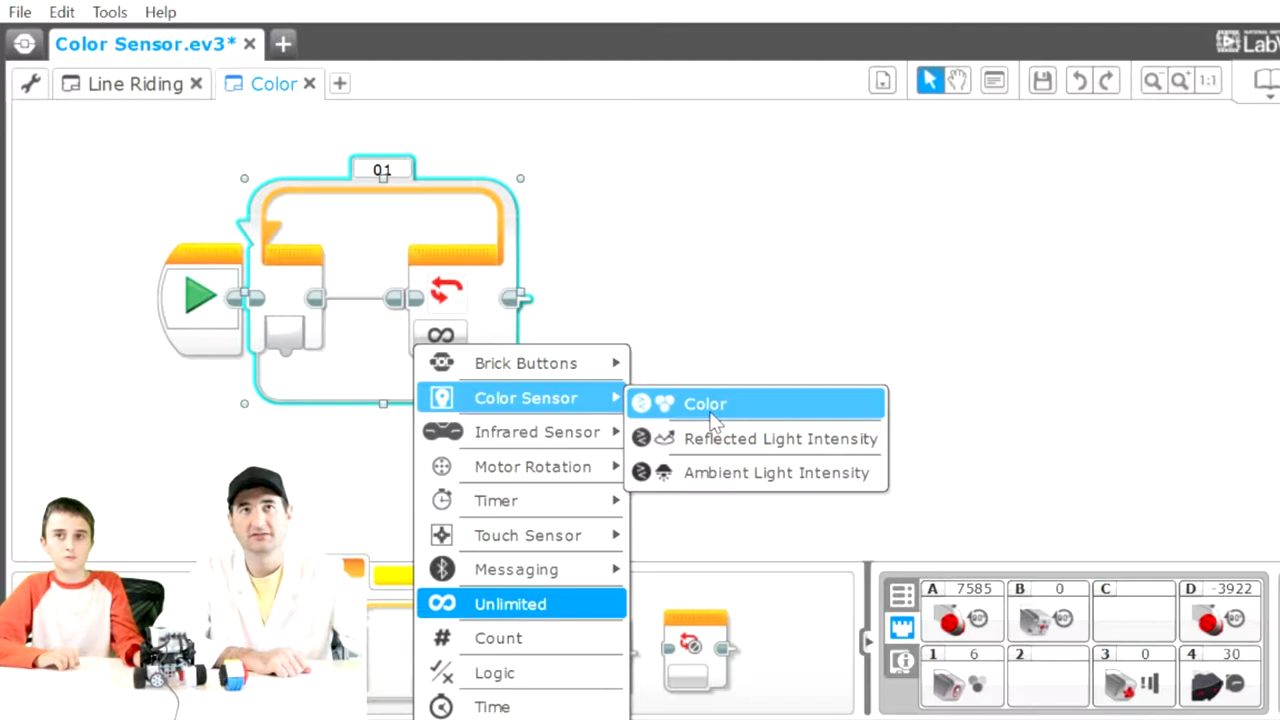 File Edit Tools Help
Color Sensor.ev3*
Line Riding
Color
1:1
01
Brick Buttons
Color Sensor
Infrared Sensor
Motor Rotation
Timer
Touch Sensor
Messaging
Unlimited
# Count
Logic
Time
Color
Reflected Light Intensity
Ambient Light Intensity
A 7585 B 0 C D -3922
1 6 2 3 0 4 30